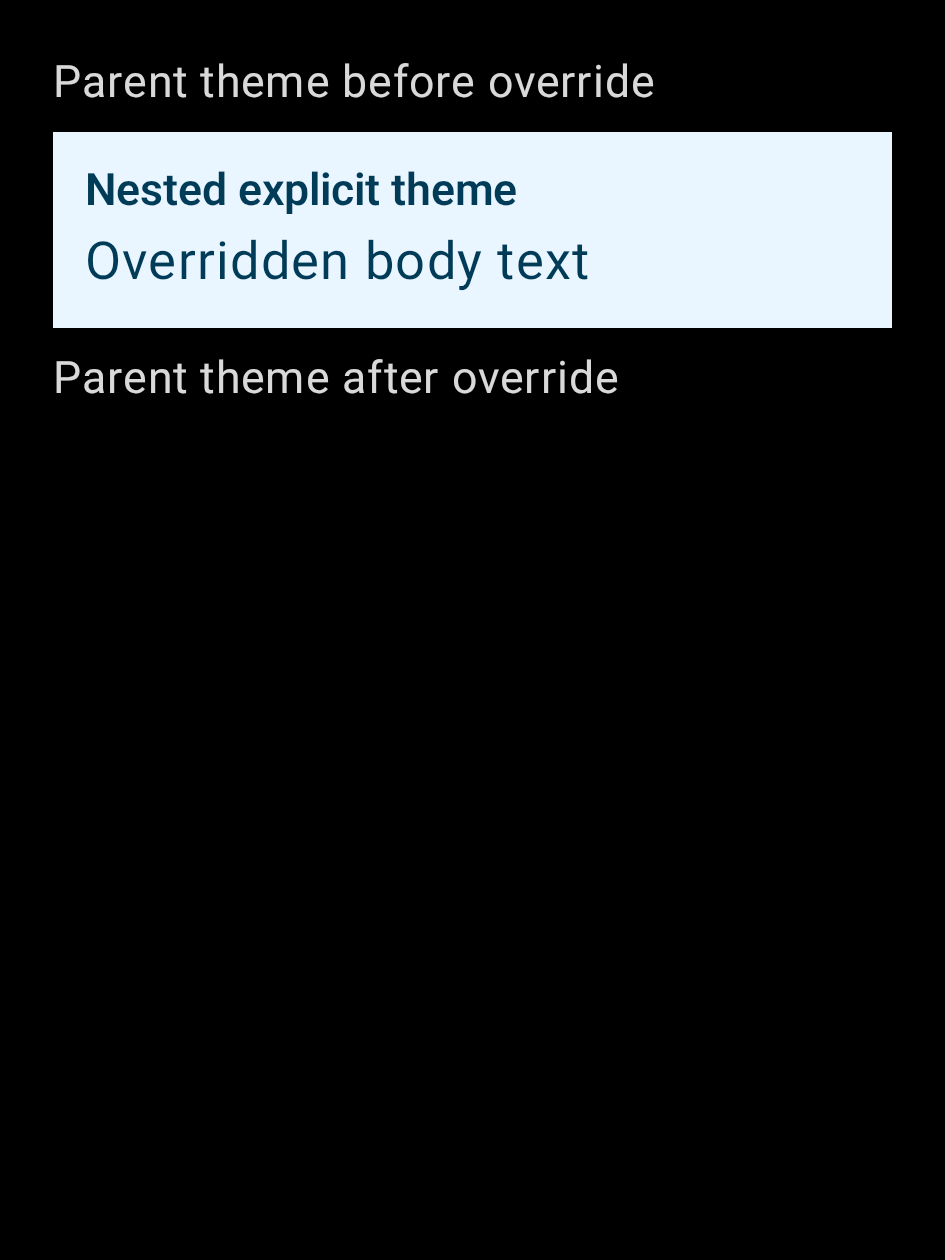 Parent theme before override
Nested explicit theme
Overridden body text
Parent theme after override